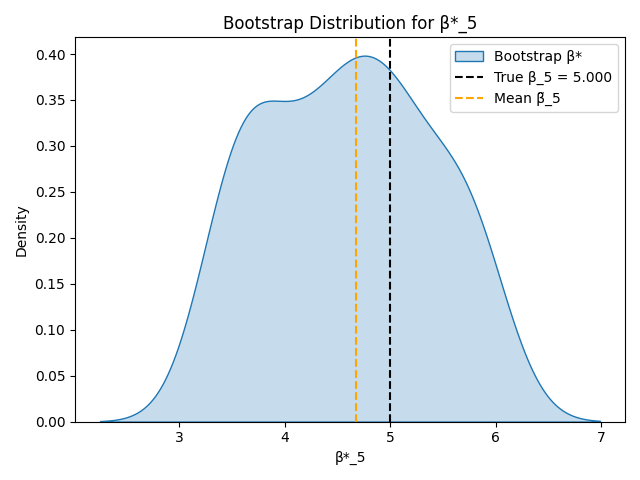 Bootstrap Distribution for β*_5
0.40
0.35
0.30
0.25
0.20
0.15
0.10
0.05
0.00
Density
Bootstrap β*
True β_5 = 5.000
Mean β̂_5
3 4 5 6 7
β*_5